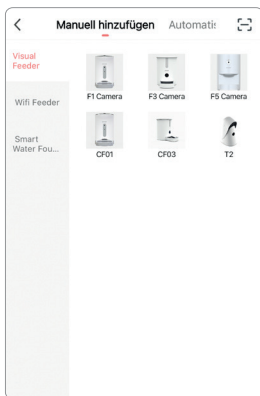 Manuell hinzufügen Automatis
Visual
Feeder
Wifi Feeder
Smart
Water Fou...
F1 Camera F3 Camera F5 Camera
CF01 CF03 T2